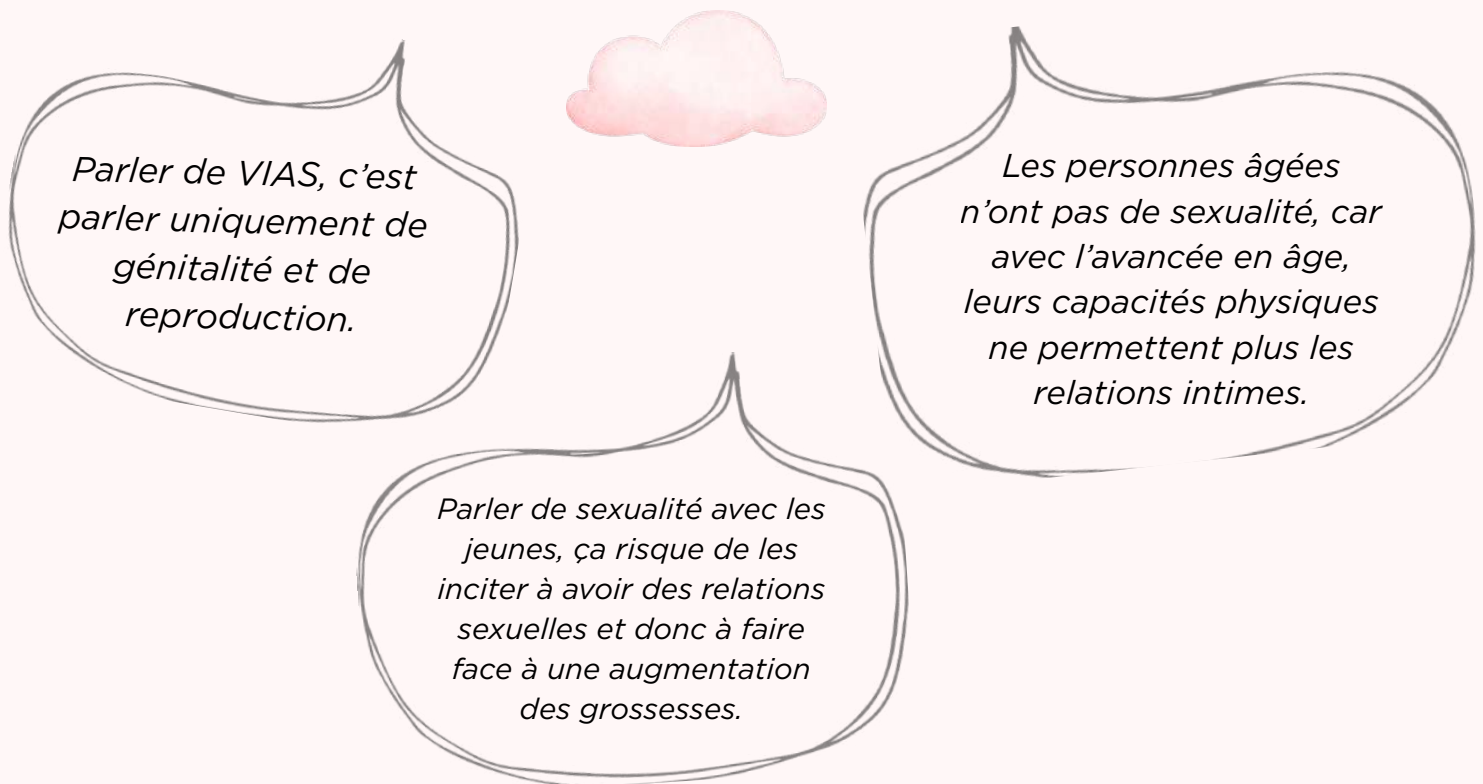 Parler de VIAS, c'est
parler uniquement de
génitalité et de
reproduction.
Les personnes âgées
n'ont pas de sexualité, car
avec l'avancée en âge,
leurs capacités physiques
ne permettent plus les
relations intimes.
Parler de sexualité avec les
jeunes, ça risque de les
inciter à avoir des relations
sexuelles et donc à faire
face à une augmentation
des grossesses.